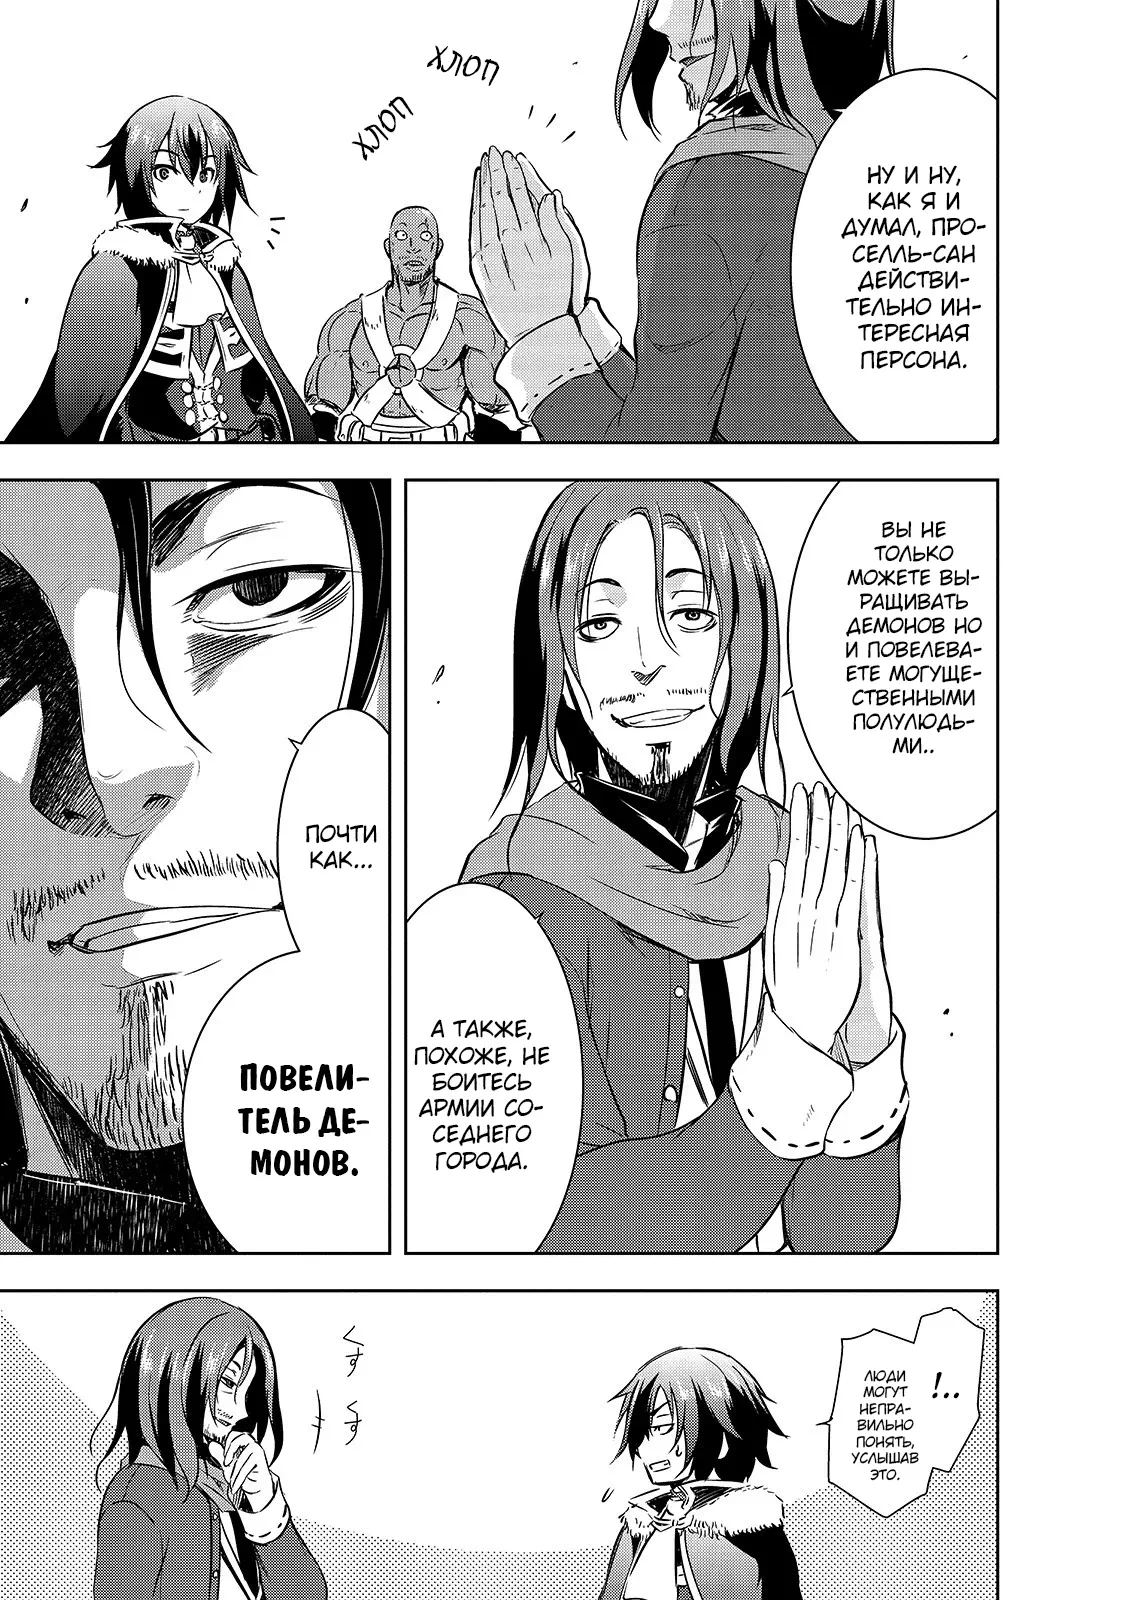 ХЛОП
ХЛОП
НУ И НУ,
КАК Я И
ДУМАЛ, ПРО-
СЕЛЛЬ-САН
ДЕЙСТВИ-
ТЕЛЬНО ИН-
ТЕРЕСНАЯ
ПЕРСОНА.
ВЫ НЕ
ТОЛЬКО
МОЖЕТЕ ВЫ-
РАЩИВАТЬ
ДЕМОНОВ НО
И ПОВЕЛЕВА-
ЕТЕ МОГУЩЕ-
СТВЕННЫМИ
ПОЛУЛЮДЬ-
МИ..
А ТАКЖЕ,
ПОХОЖЕ, НЕ
БОИТЕСЬ
АРМИИ СО-
СЕДНЕГО
ГОРОДА.
ПОЧТИ
КАК...
ПОВЕЛИ-
ТЕЛЬ ДЕ-
МОНОВ.
!..
ЛЮДИ
МОГУТ
НЕПРА-
ВИЛЬНО
ПОНЯТЬ,
УСЛЫШАВ
ЭТО.
くす
くす